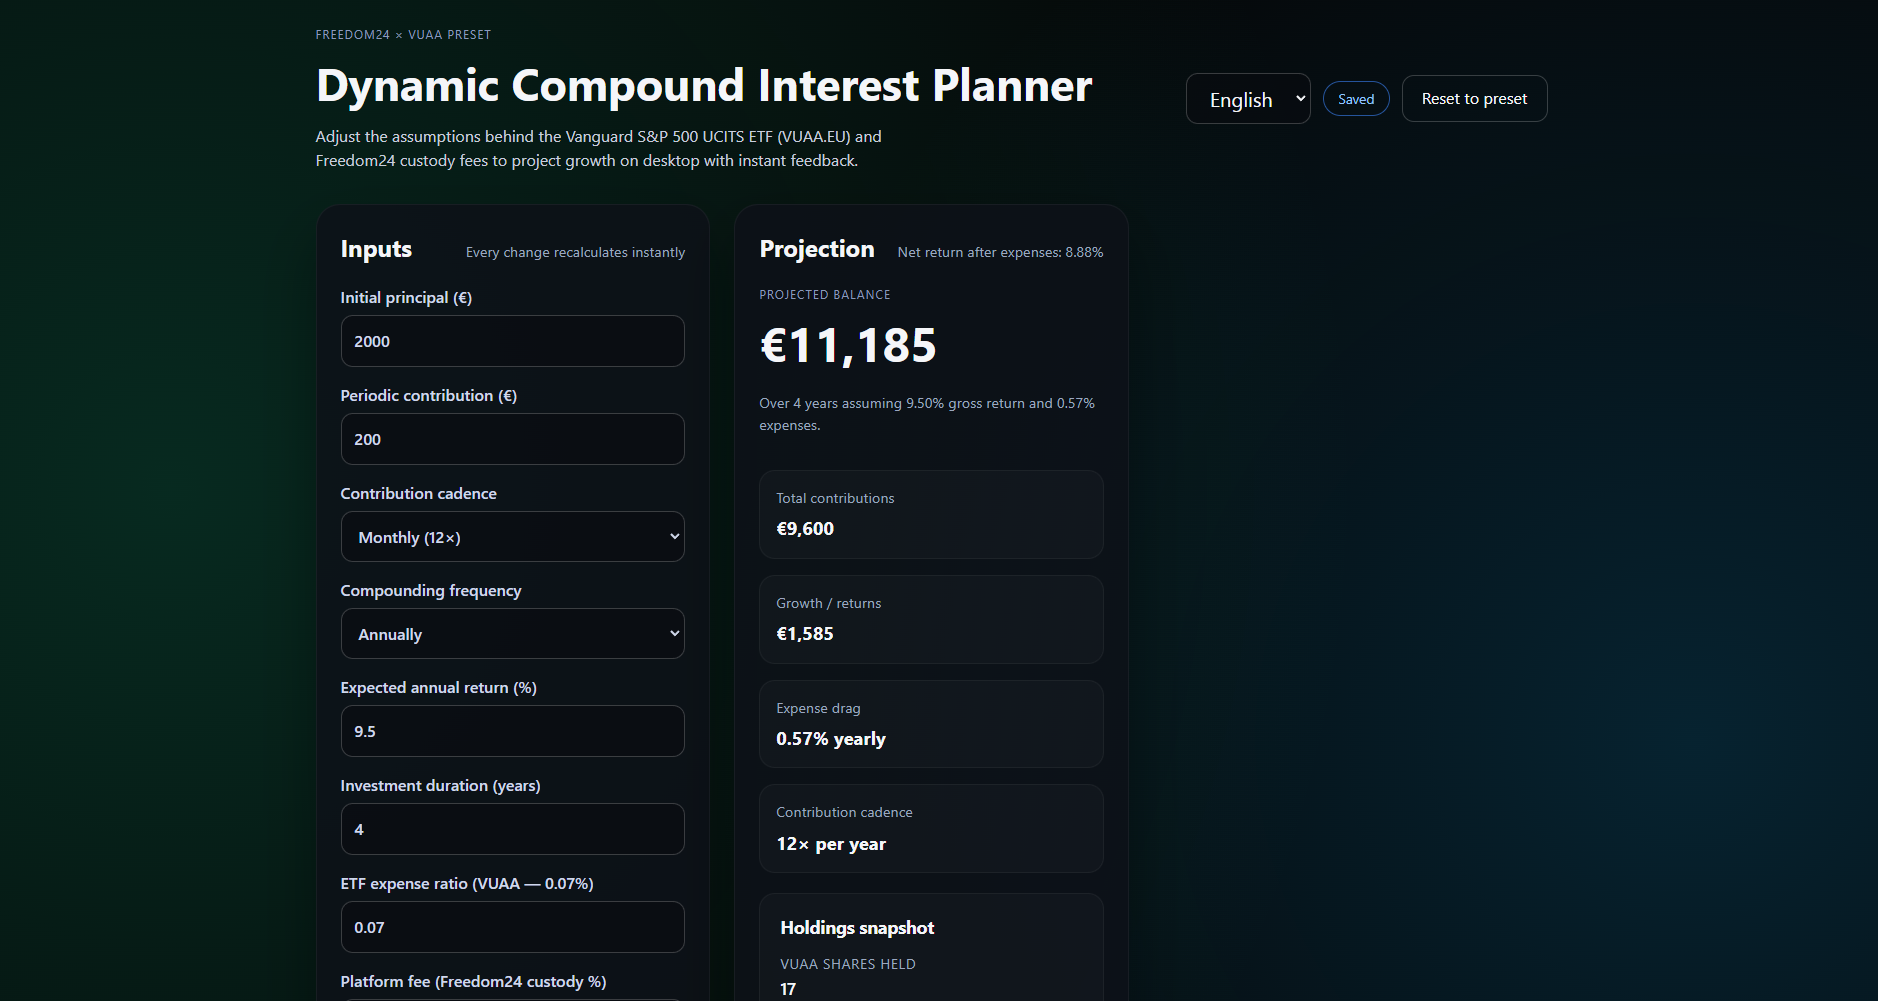 FREEDOM24 × VUAA PRESET
Dynamic Compound Interest Planner
Adjust the assumptions behind the Vanguard S&P 500 UCITS ETF (VUAA.EU) and
Freedom24 custody fees to project growth on desktop with instant feedback.
English
Saved
Reset to preset
Inputs
Every change recalculates instantly
Initial principal (€)
2000
Periodic contribution (€)
200
Contribution cadence
Monthly (12×)
Compounding frequency
Annually
Expected annual return (%)
9.5
Investment duration (years)
4
ETF expense ratio (VUAA — 0.07%)
0.07
Platform fee (Freedom24 custody %)
Projection
Net return after expenses: 8.88%
PROJECTED BALANCE
€11,185
Over 4 years assuming 9.50% gross return and 0.57%
expenses.
Total contributions
€9,600
Growth / returns
€1,585
Expense drag
0.57% yearly
Contribution cadence
12× per year
Holdings snapshot
VUAA SHARES HELD
17